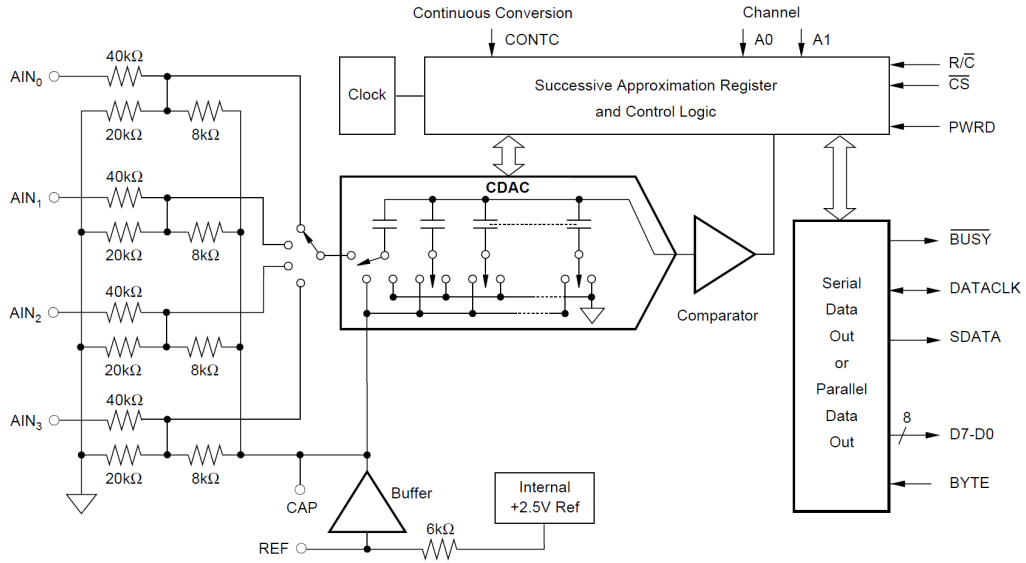 Continuous Conversion
Channel
CONTC
A0
A1
40kΩ
AIN0
20kΩ
8kΩ
Clock
Successive Approximation Register
and Control Logic
R/C̅
C̅S̅
PWRD
40kΩ
AIN1
20kΩ
8kΩ
CDAC
40kΩ
AIN2
20kΩ
8kΩ
Comparator
40kΩ
AIN3
20kΩ
8kΩ
Serial
Data
Out
or
Parallel
Data
Out
B̅U̅S̅Y̅
DATACLK
SDATA
8
D7-D0
BYTE
CAP
Buffer
Internal
+2.5V Ref
6kΩ
REF